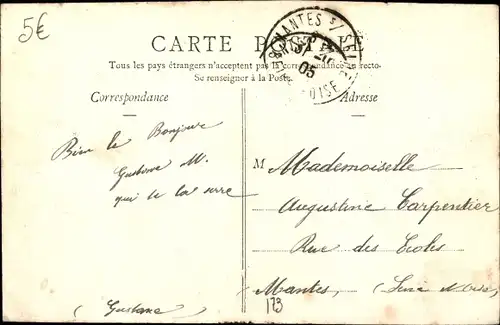 5€
MANTES S/
05
OISE
CARTE POSTALE
Tous les pays étrangers n'acceptent pas la correspondance au recto.
Se renseigner à la Poste.
Correspondance
Adresse
Bien le Bonjour
Gustave M.
qui te la serre
(Gustave
M Mademoiselle
Augustine Carpentier
Rue des Ecoles
Mantes, (Seine et Oise)
173